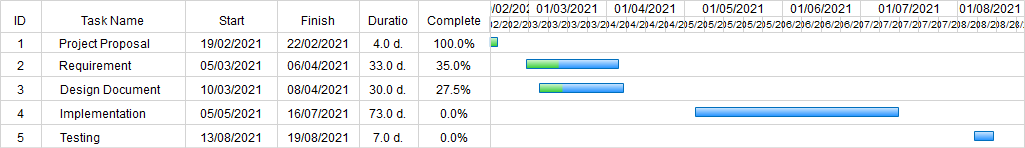 ID Task Name Start Finish Duratio Complete /02/202 01/03/2021 01/04/2021 01/05/2021 01/06/2021 01/07/2021 01/08/2021
1 Project Proposal 19/02/2021 22/02/2021 4.0 d. 100.0%
2 Requirement 05/03/2021 06/04/2021 33.0 d. 35.0%
3 Design Document 10/03/2021 08/04/2021 30.0 d. 27.5%
4 Implementation 05/05/2021 16/07/2021 73.0 d. 0.0%
5 Testing 13/08/2021 19/08/2021 7.0 d. 0.0%